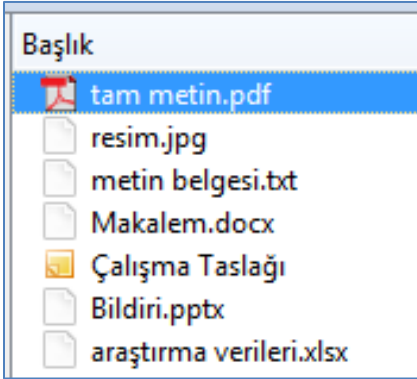 Başlık
tam metin.pdf
resim.jpg
metin belgesi.txt
Makalem.docx
Çalışma Taslağı
Bildiri.pptx
araştırma verileri.xlsx